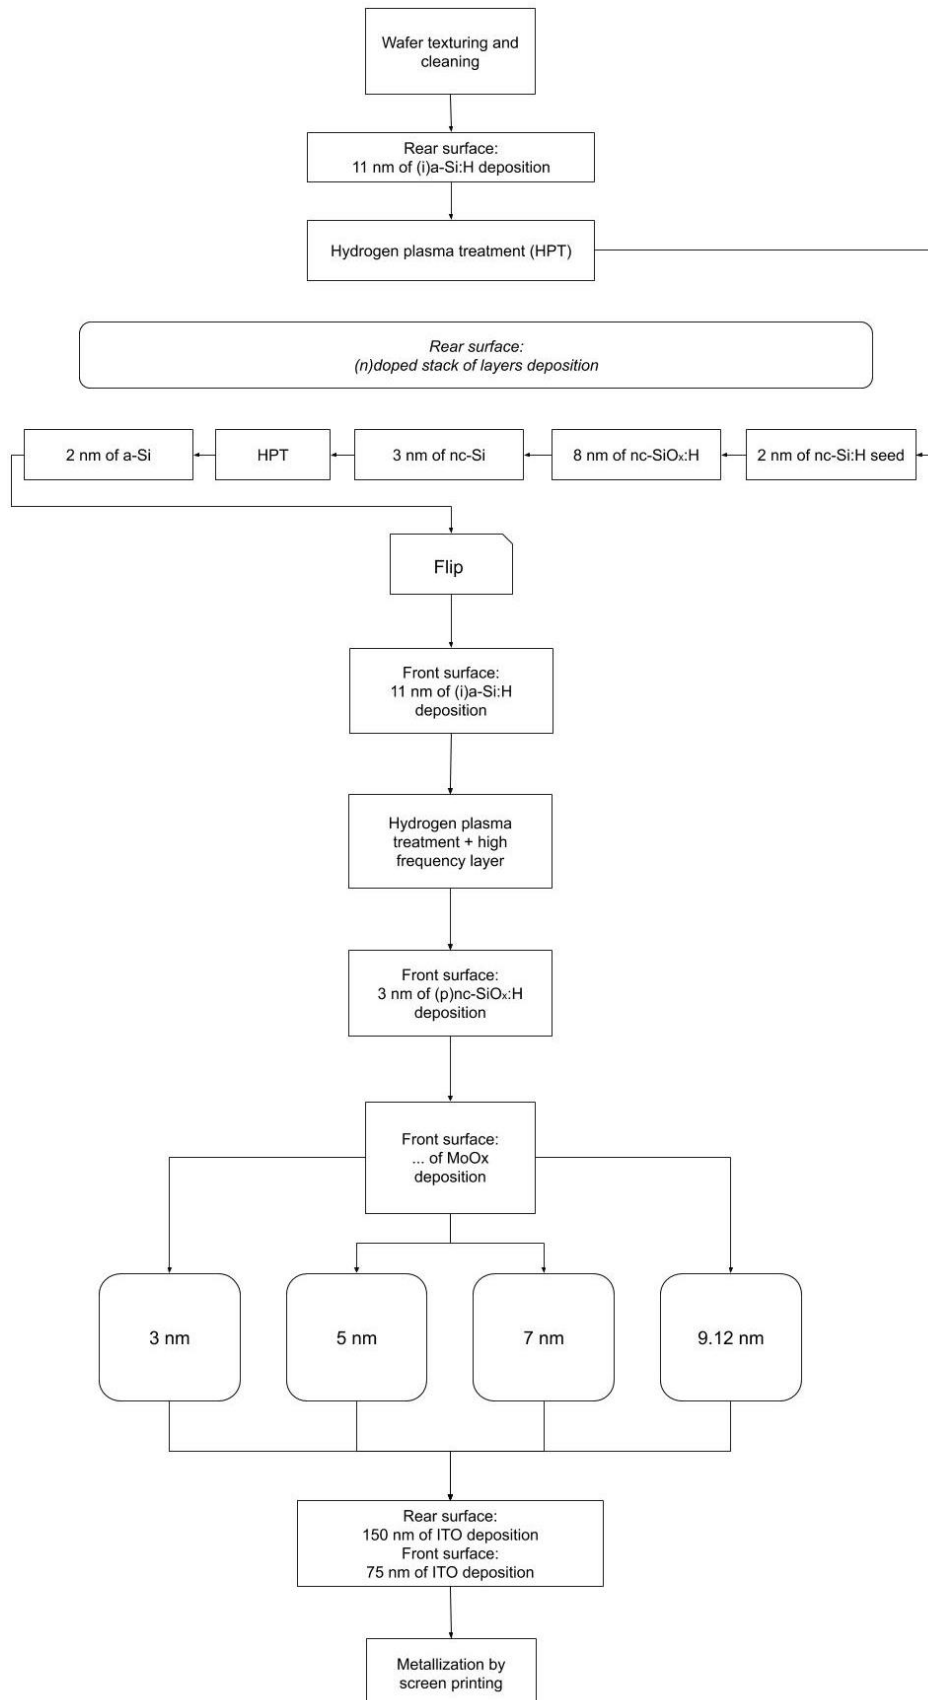 Wafer texturing and
cleaning
Rear surface:
11 nm of (i)a-Si:H deposition
Hydrogen plasma treatment (HPT)
Rear surface:
(n)doped stack of layers deposition
2 nm of a-Si
HPT
3 nm of nc-Si
8 nm of nc-SiOₓ:H
2 nm of nc-Si:H seed
Flip
Front surface:
11 nm of (i)a-Si:H
deposition
Hydrogen plasma
treatment + high
frequency layer
Front surface:
3 nm of (p)nc-SiOₓ:H
deposition
Front surface:
... of MoOx
deposition
3 nm
5 nm
7 nm
9.12 nm
Rear surface:
150 nm of ITO deposition
Front surface:
75 nm of ITO deposition
Metallization by
screen printing